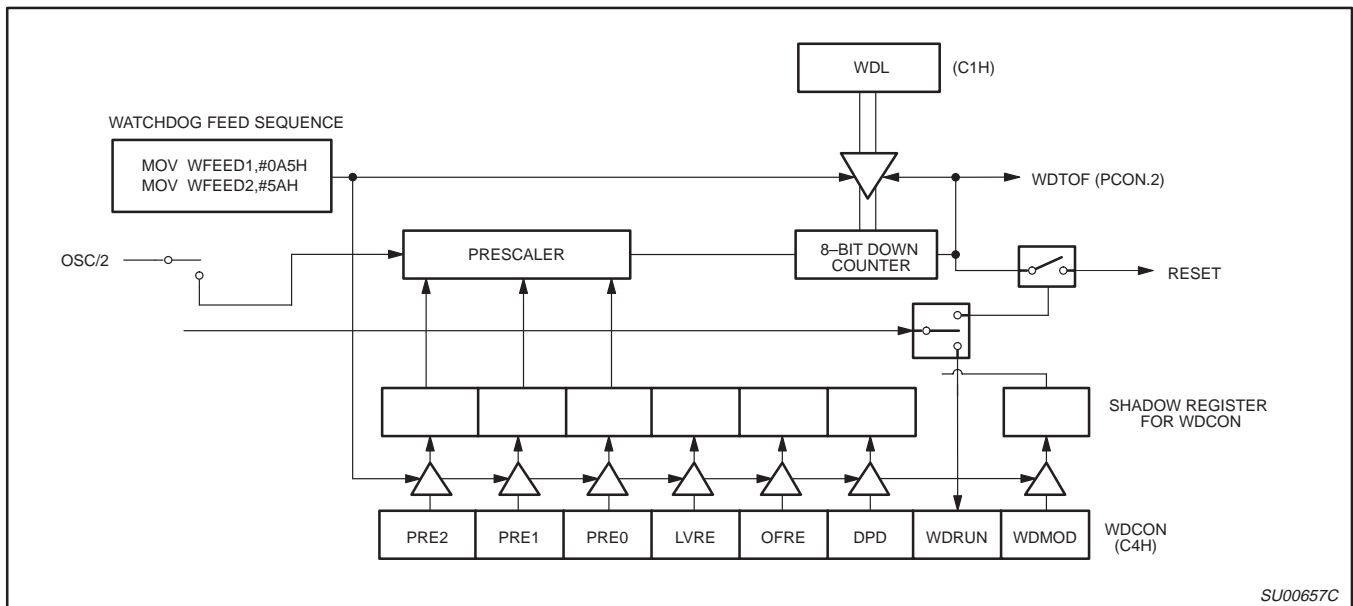 WDL
(C1H)
WATCHDOG FEED SEQUENCE
MOV WFEED1,#0A5H
MOV WFEED2,#5AH
WDTOF (PCON.2)
OSC/2
PRESCALER
8–BIT DOWN
COUNTER
RESET
SHADOW REGISTER
FOR WDCON
PRE2
PRE1
PRE0
LVRE
OFRE
DPD
WDRUN
WDMOD
WDCON
(C4H)
SU00657C